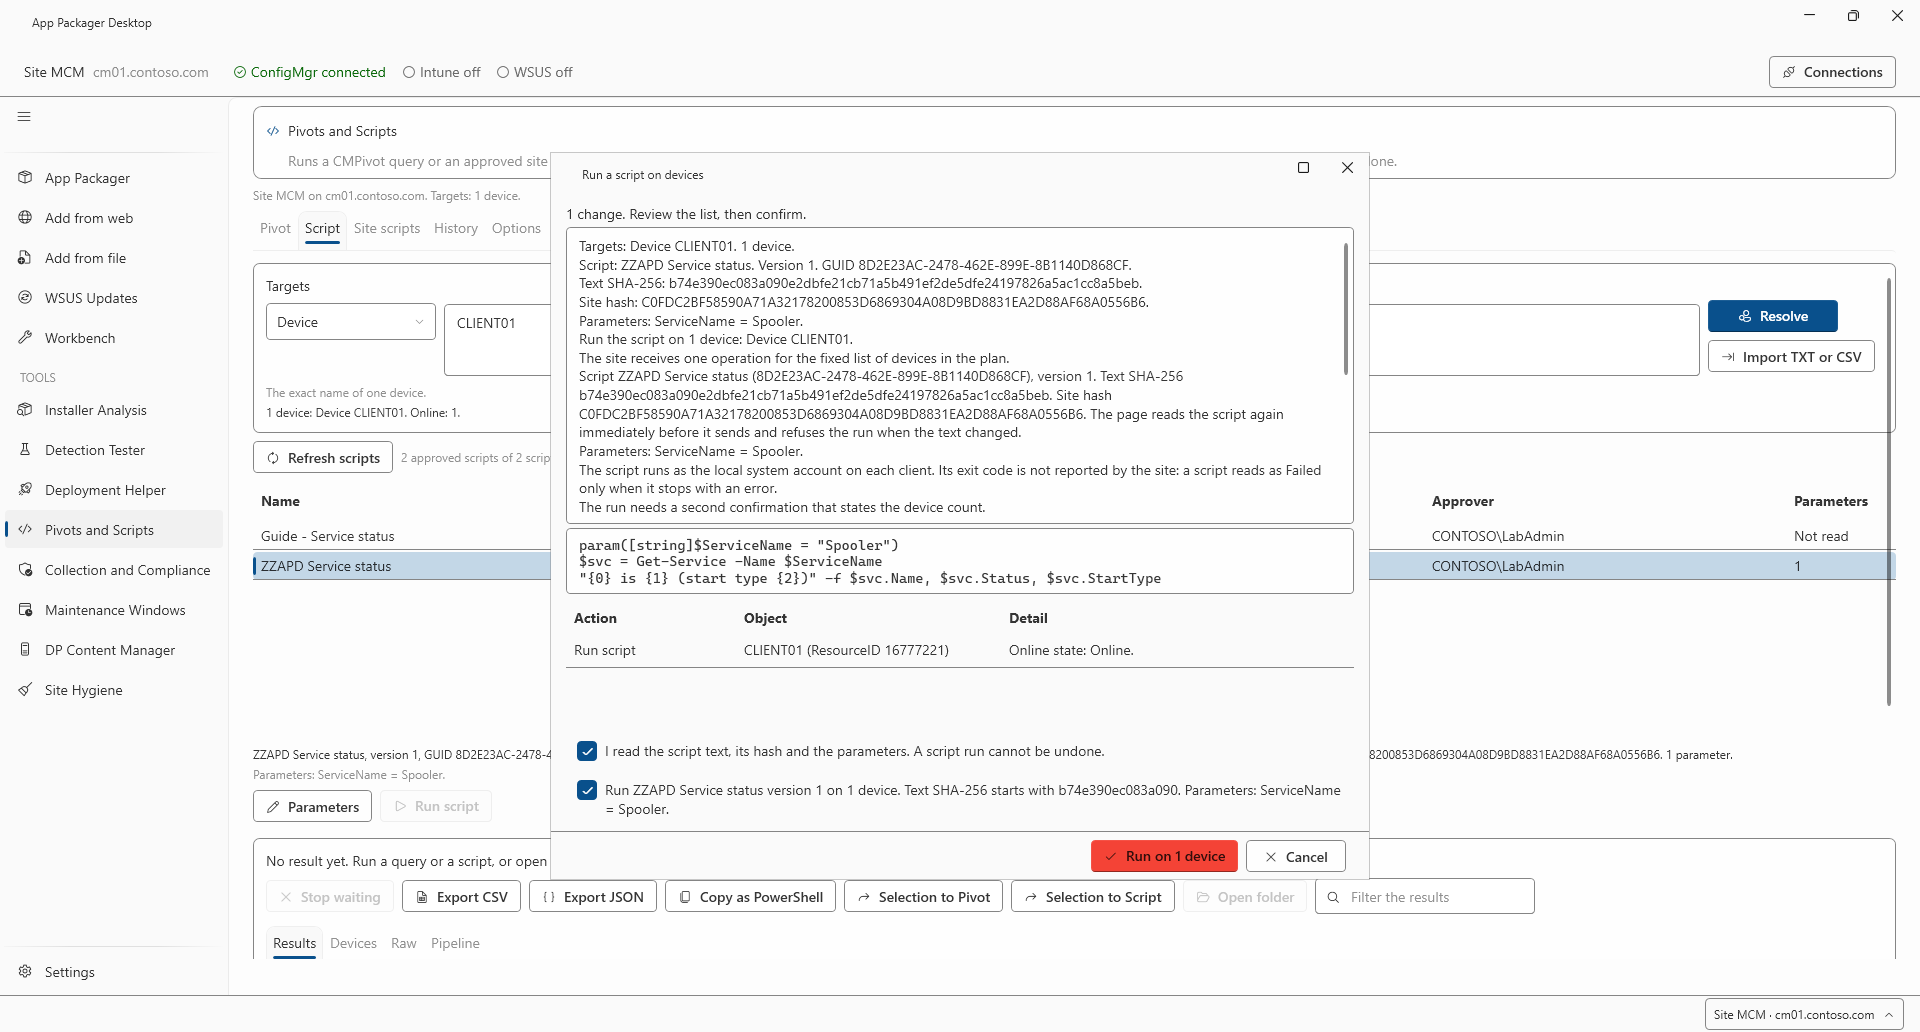 App Packager Desktop
Site MCM cm01.contoso.com ConfigMgr connected Intune off WSUS off Connections
Pivots and Scripts
Runs a CMPivot query or an approved site
one.
Site MCM on cm01.contoso.com. Targets: 1 device.
Pivot Script Site scripts History Options
App Packager
Add from web
Add from file
WSUS Updates
Workbench
TOOLS
Installer Analysis
Detection Tester
Deployment Helper
Pivots and Scripts
Collection and Compliance
Maintenance Windows
DP Content Manager
Site Hygiene
Settings
Targets
Device
CLIENT01
Resolve
Import TXT or CSV
The exact name of one device.
1 device: Device CLIENT01. Online: 1.
Refresh scripts 2 approved scripts of 2 scrip
Name Approver Parameters
Guide - Service status CONTOSO\LabAdmin Not read
ZZAPD Service status CONTOSO\LabAdmin 1
Run a script on devices
1 change. Review the list, then confirm.
Targets: Device CLIENT01. 1 device.
Script: ZZAPD Service status. Version 1. GUID 8D2E23AC-2478-462E-899E-8B1140D868CF.
Text SHA-256: b74e390ec083a090e2dbfe21cb71a5b491ef2de5dfe24197826a5ac1cc8a5beb.
Site hash: C0FDC2BF58590A71A32178200853D6869304A08D9BD8831EA2D88AF68A0556B6.
Parameters: ServiceName = Spooler.
Run the script on 1 device: Device CLIENT01.
The site receives one operation for the fixed list of devices in the plan.
Script ZZAPD Service status (8D2E23AC-2478-462E-899E-8B1140D868CF), version 1. Text SHA-256
b74e390ec083a090e2dbfe21cb71a5b491ef2de5dfe24197826a5ac1cc8a5beb. Site hash
C0FDC2BF58590A71A32178200853D6869304A08D9BD8831EA2D88AF68A0556B6. The page reads the script again
immediately before it sends and refuses the run when the text changed.
Parameters: ServiceName = Spooler.
The script runs as the local system account on each client. Its exit code is not reported by the site: a script reads as Failed
only when it stops with an error.
The run needs a second confirmation that states the device count.
param([string]$ServiceName = "Spooler")
$svc = Get-Service -Name $ServiceName
"{0} is {1} (start type {2})" -f $svc.Name, $svc.Status, $svc.StartType
Action Object Detail
Run script CLIENT01 (ResourceID 16777221) Online state: Online.
I read the script text, its hash and the parameters. A script run cannot be undone.
Run ZZAPD Service status version 1 on 1 device. Text SHA-256 starts with b74e390ec083a090. Parameters: ServiceName
= Spooler.
Run on 1 device Cancel
ZZAPD Service status, version 1, GUID 8D2E23AC-2478-4
8200853D6869304A08D9BD8831EA2D88AF68A0556B6. 1 parameter.
Parameters: ServiceName = Spooler.
Parameters Run script
No result yet. Run a query or a script, or open
Stop waiting Export CSV Export JSON Copy as PowerShell Selection to Pivot Selection to Script Open folder Filter the results
Results Devices Raw Pipeline
Site MCM · cm01.contoso.com